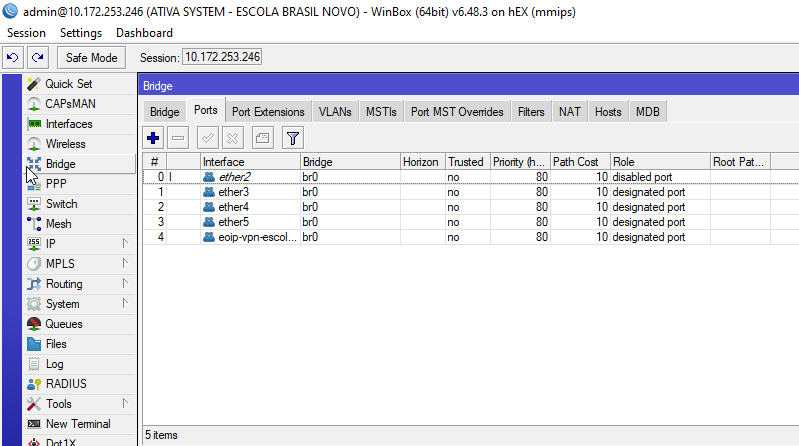 admin@10.172.253.246 (ATIVA SYSTEM - ESCOLA BRASIL NOVO) - WinBox (64bit) v6.48.3 on hEX (mmips)
Session Settings Dashboard
Safe Mode Session: 10.172.253.246
Quick Set
CAPsMAN
Interfaces
Wireless
Bridge
PPP
Switch
Mesh
IP
MPLS
Routing
System
Queues
Files
Log
RADIUS
Tools
New Terminal
Dot1X
Bridge
Bridge Ports Port Extensions VLANs MSTIs Port MST Overrides Filters NAT Hosts MDB
# Interface Bridge Horizon Trusted Priority (h... Path Cost Role Root Pat...
0 I ether2 br0 no 80 10 disabled port
1 ether3 br0 no 80 10 designated port
2 ether4 br0 no 80 10 designated port
3 ether5 br0 no 80 10 designated port
4 eoip-vpn-escol... br0 no 80 10 designated port
5 items